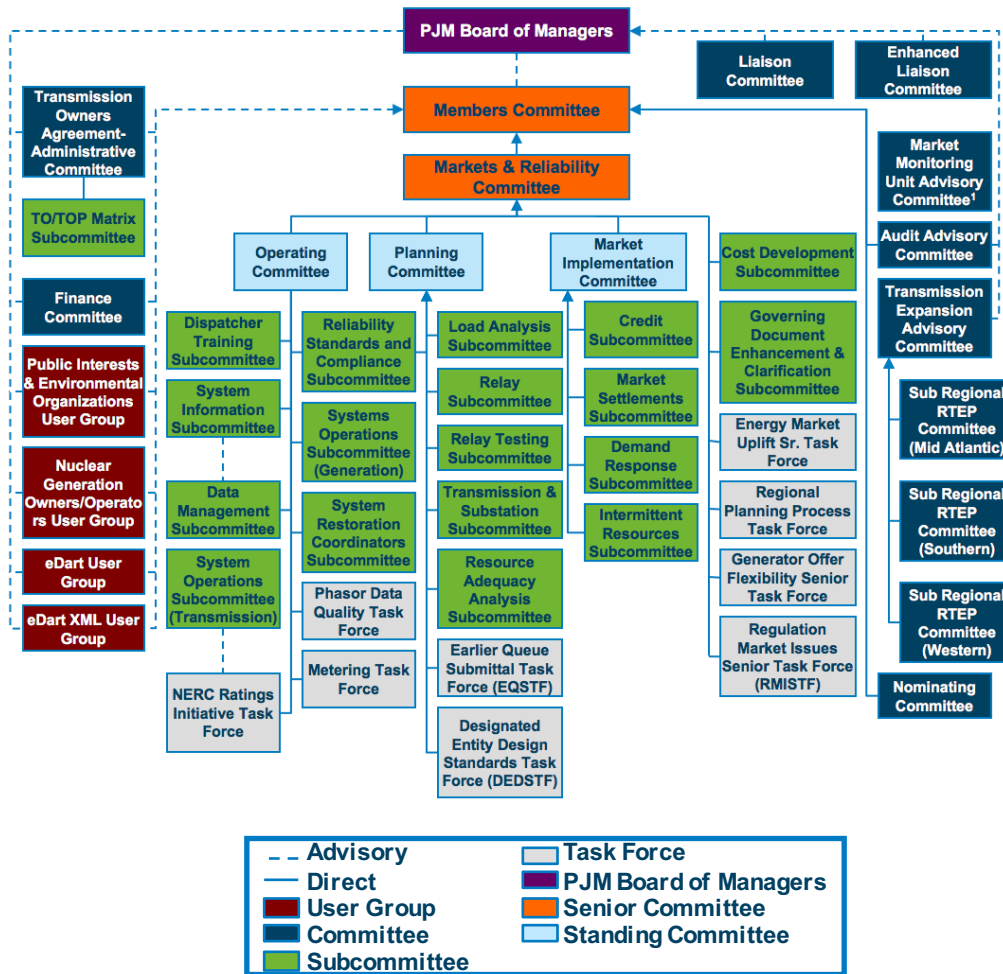 PJM Board of Managers
Liaison
Committee
Enhanced
Liaison
Committee
Transmission
Owners
Agreement-
Administrative
Committee
Members Committee
Market
Monitoring
Unit Advisory
Committee¹
Markets & Reliability
Committee
TO/TOP Matrix
Subcommittee
Operating
Committee
Planning
Committee
Market
Implementation
Committee
Cost Development
Subcommittee
Audit Advisory
Committee
Finance
Committee
Transmission
Expansion
Advisory
Committee
Dispatcher
Training
Subcommittee
Reliability
Standards and
Compliance
Subcommittee
Load Analysis
Subcommittee
Credit
Subcommittee
Governing
Document
Enhancement &
Clarification
Subcommittee
Public Interests
& Environmental
Organizations
User Group
System
Information
Subcommittee
Relay
Subcommittee
Market
Settlements
Subcommittee
Sub Regional
RTEP
Committee
(Mid Atlantic)
Systems
Operations
Subcommittee
(Generation)
Relay Testing
Subcommittee
Demand
Response
Subcommittee
Energy Market
Uplift Sr. Task
Force
Nuclear Generation
Owners/Operato
rs User Group
Data
Management
Subcommittee
System
Restoration
Coordinators
Subcommittee
Transmission &
Substation
Subcommittee
Intermittent
Resources
Subcommittee
Regional
Planning Process
Task Force
Sub Regional
RTEP
Committee
(Southern)
eDart User
Group
System
Operations
Subcommittee
(Transmission)
Resource
Adequacy
Analysis
Subcommittee
Generator Offer
Flexibility Senior
Task Force
eDart XML User
Group
Phasor Data
Quality Task
Force
Regulation
Market Issues
Senior Task
Force (RMISTF)
Sub Regional
RTEP
Committee
(Western)
NERC Ratings
Initiative Task
Force
Metering Task
Force
Earlier Queue
Submittal Task
Force (EQSTF)
Nominating
Committee
Designated
Entity Design
Standards Task
Force (DEDSTF)
Advisory
Direct
User Group
Committee
Subcommittee
Task Force
PJM Board of Managers
Senior Committee
Standing Committee